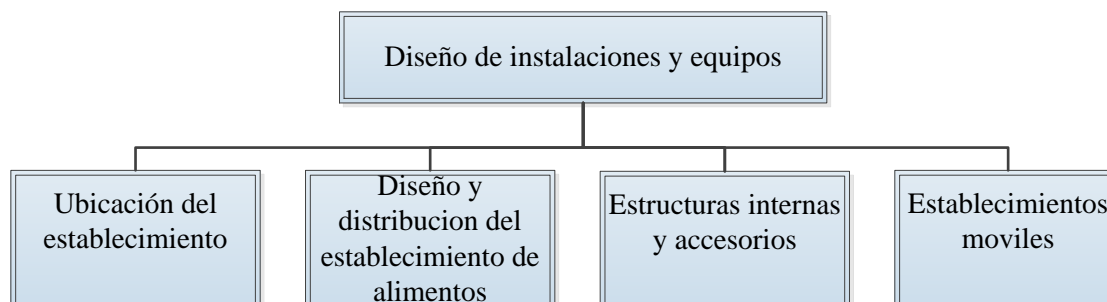 Diseño de instalaciones y equipos
Ubicación del
establecimiento
Diseño y
distribucion del
establecimiento de
alimentos
Estructuras internas
y accesorios
Establecimientos
moviles